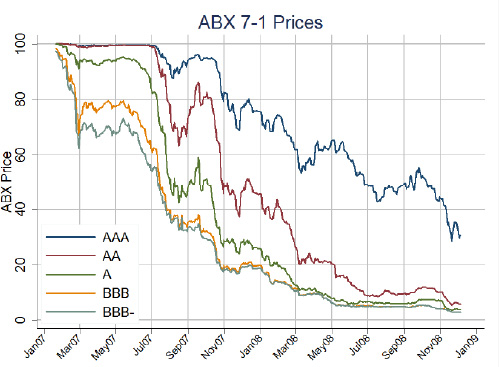 ABX 7-1 Prices
ABX Price
100
80
60
40
20
0
AAA
AA
A
BBB
BBB-
Jan07 Mar07 May07 Jul07 Sep07 Nov07 Jan08 Mar08 May08 Jul08 Sep08 Nov08 Jan09